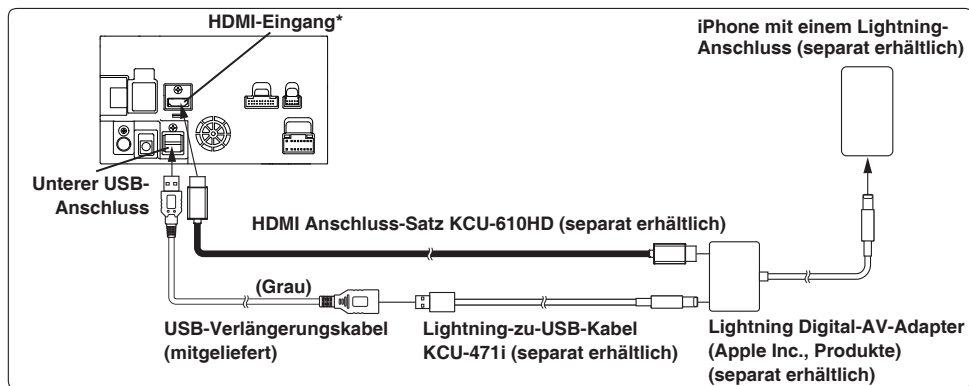 HDMI-Eingang*
iPhone mit einem Lightning-
Anschluss (separat erhältlich)
Unterer USB-
Anschluss
HDMI Anschluss-Satz KCU-610HD (separat erhältlich)
(Grau)
USB-Verlängerungskabel
(mitgeliefert)
Lightning-zu-USB-Kabel
KCU-471i (separat erhältlich)
Lightning Digital-AV-Adapter
(Apple Inc., Produkte)
(separat erhältlich)